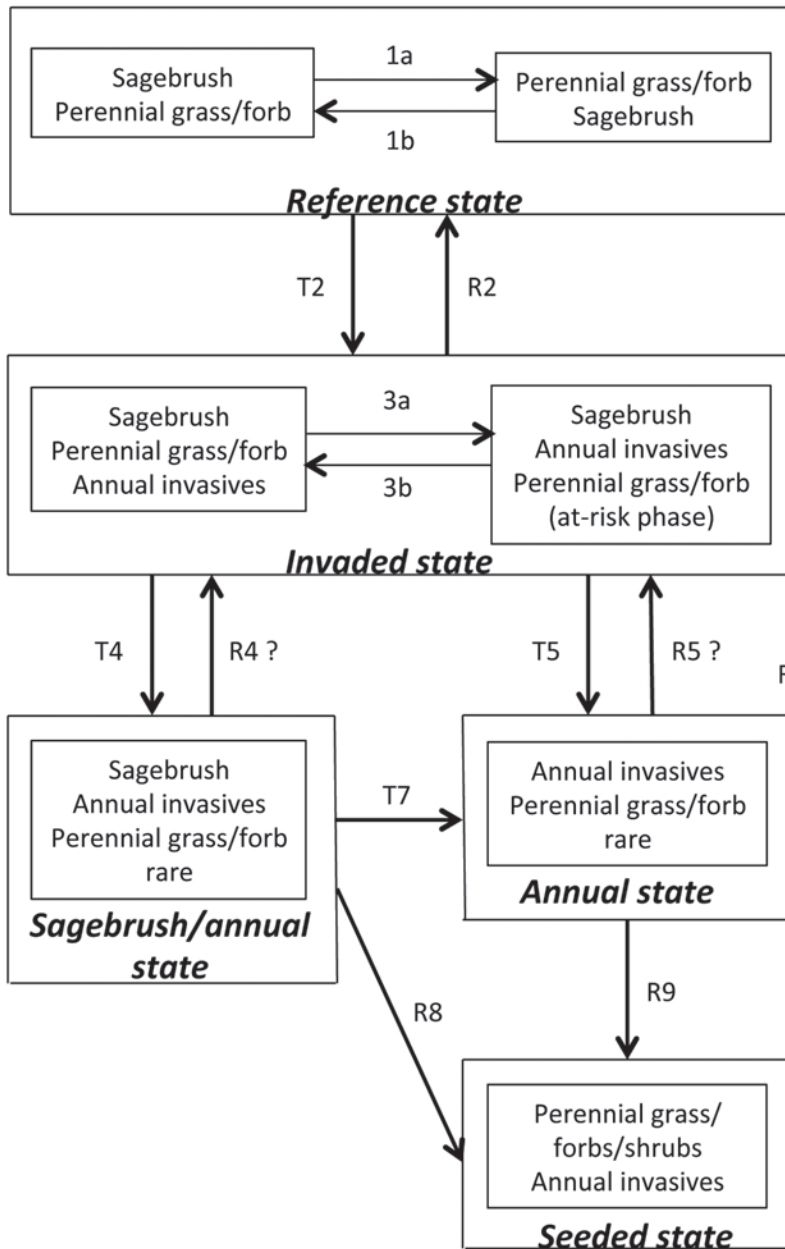 1a
Sagebrush
Perennial grass/forb
Perennial grass/forb
Sagebrush
1b
Reference state
T2
R2
Sagebrush
Perennial grass/forb
Annual invasives
3a
3b
Sagebrush
Annual invasives
Perennial grass/forb
(at-risk phase)
Invaded state
T4
R4 ?
T5
R5 ?
R
Sagebrush
Annual invasives
Perennial grass/forb
rare
Sagebrush/annual
state
T7
Annual invasives
Perennial grass/forb
rare
Annual state
R8
R9
Perennial grass/
forbs/shrubs
Annual invasives
Seeded state